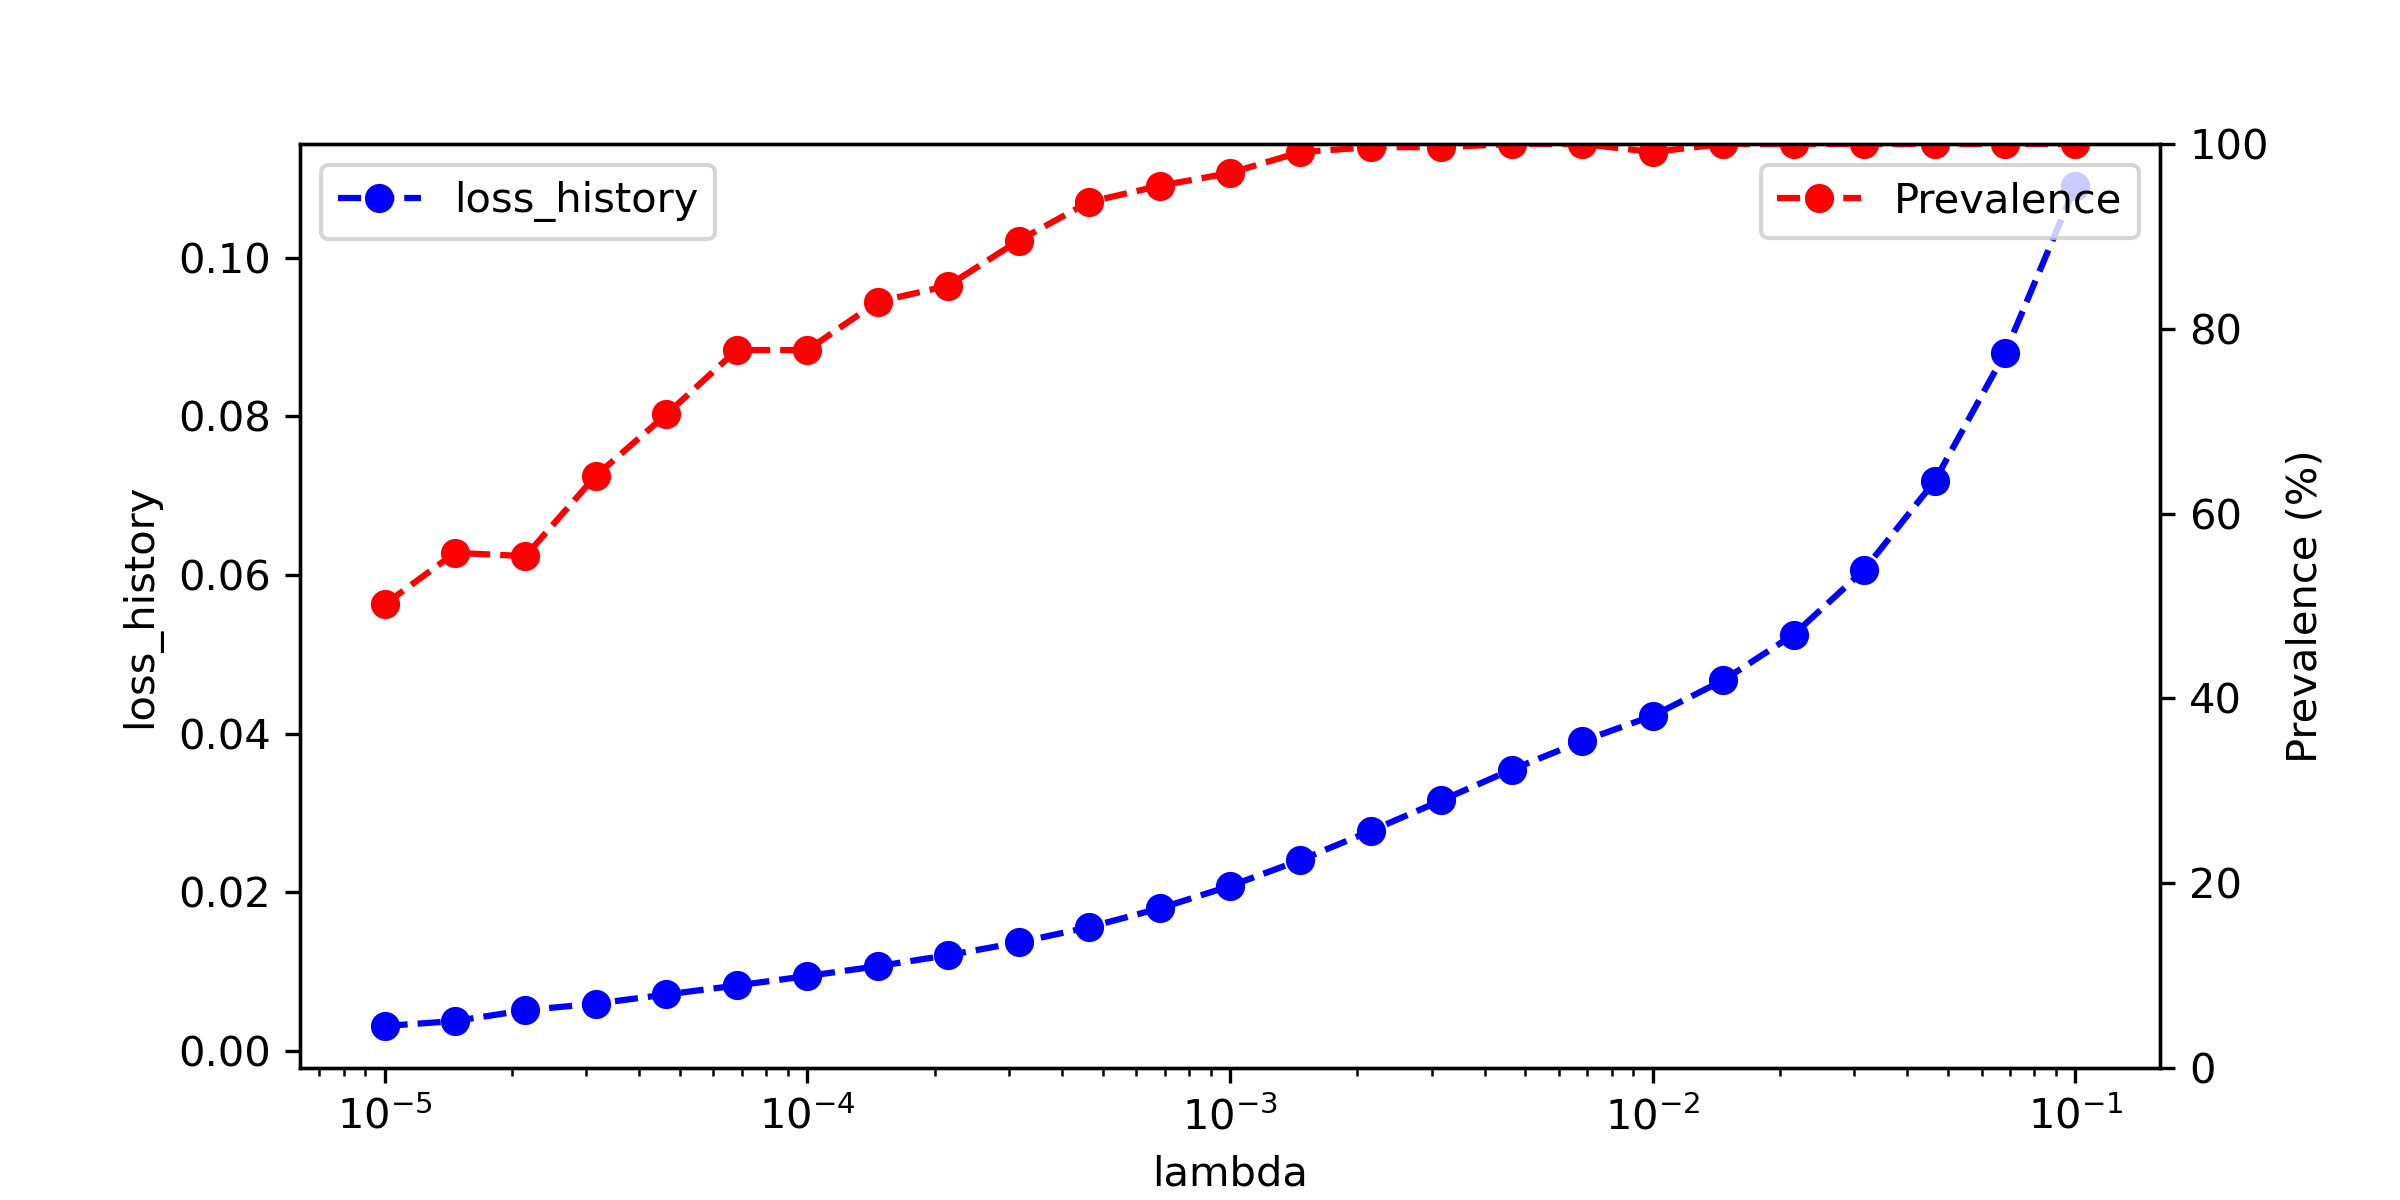 loss_history
Prevalence
0.10
0.08
0.06
0.04
0.02
0.00
loss_history
100
80
60
40
20
0
Prevalence (%)
10⁻⁵ 10⁻⁴ 10⁻³ 10⁻² 10⁻¹
lambda